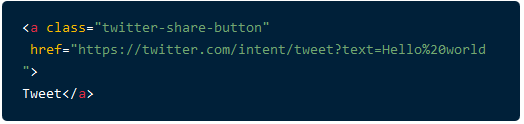 <a class="twitter-share-button"
href="https://twitter.com/intent/tweet?text=Hello%20world
">
Tweet</a>